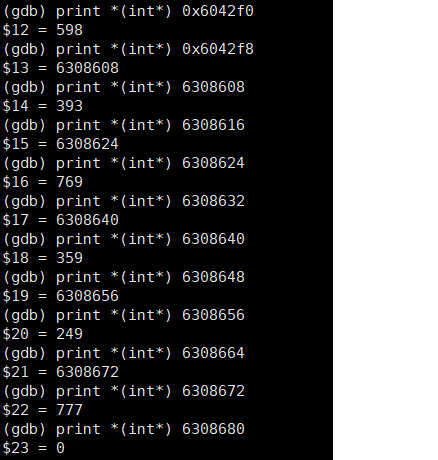 (gdb) print *(int*) 0x6042f0
$12 = 598
(gdb) print *(int*) 0x6042f8
$13 = 6308608
(gdb) print *(int*) 6308608
$14 = 393
(gdb) print *(int*) 6308616
$15 = 6308624
(gdb) print *(int*) 6308624
$16 = 769
(gdb) print *(int*) 6308632
$17 = 6308640
(gdb) print *(int*) 6308640
$18 = 359
(gdb) print *(int*) 6308648
$19 = 6308656
(gdb) print *(int*) 6308656
$20 = 249
(gdb) print *(int*) 6308664
$21 = 6308672
(gdb) print *(int*) 6308672
$22 = 777
(gdb) print *(int*) 6308680
$23 = 0